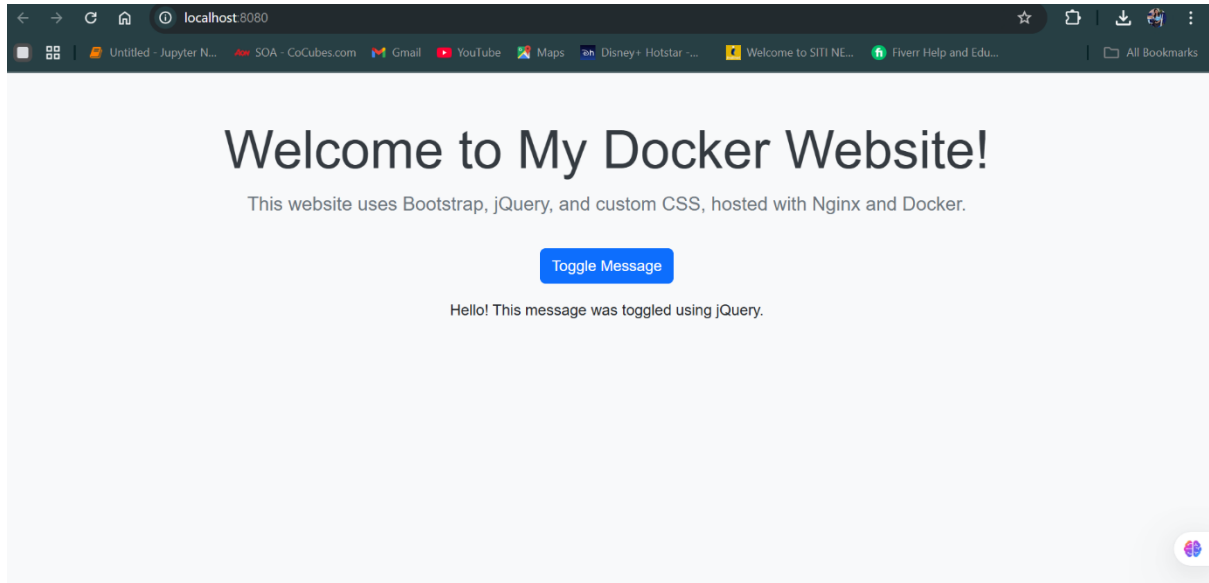 localhost:8080
Untitled - Jupyter N... SOA - CoCubes.com Gmail YouTube Maps Disney+ Hotstar -... Welcome to SITI NE... Fiverr Help and Edu... All Bookmarks
Welcome to My Docker Website!
This website uses Bootstrap, jQuery, and custom CSS, hosted with Nginx and Docker.
Toggle Message
Hello! This message was toggled using jQuery.